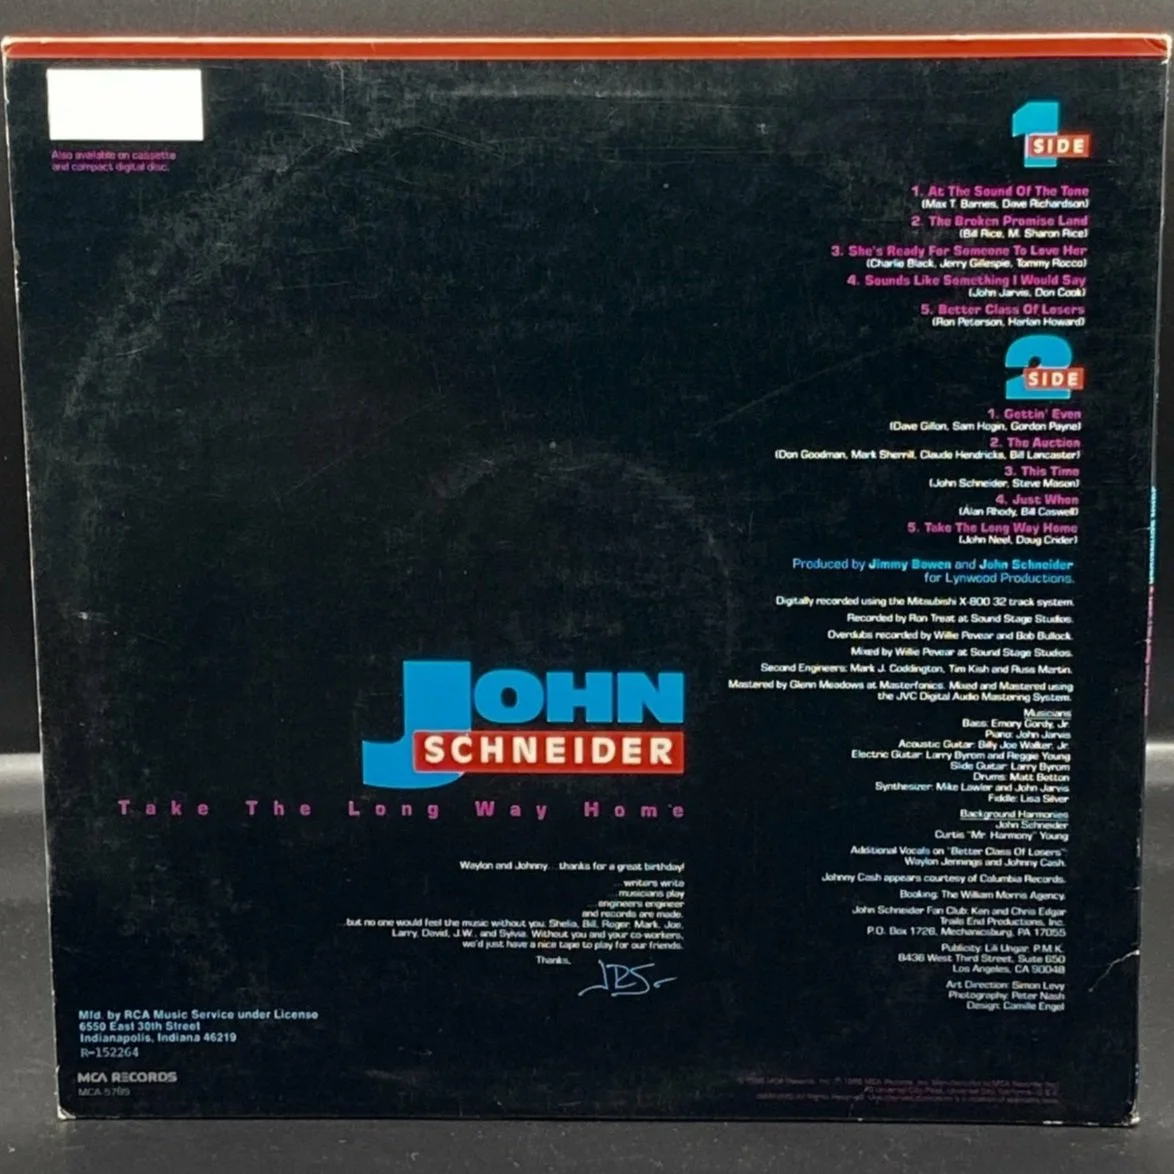 Also available on cassette
and compact digital disc.
1
SIDE
1. At The Sound Of The Tone
(Max T. Barnes, Dave Richardson)
2. The Broken Promise Land
(Bill Rice, M. Sharon Rice)
3. She's Ready For Someone To Love Her
(Charlie Black, Jerry Gillespie, Tommy Rocco)
4. Sounds Like Something I Would Say
(John Jarvis, Don Cook)
5. Better Class Of Losers
(Ron Peterson, Harlan Howard)
2
SIDE
1. Gettin' Even
(Dave Gillon, Sam Hogin, Gordon Payne)
2. The Auction
(Don Goodman, Mark Sherrill, Claude Hendricks, Bill Lancaster)
3. This Time
(John Schneider, Steve Mason)
4. Just When
(Alan Rhody, Bill Caswell)
5. Take The Long Way Home
(John Neel, Doug Crider)
Produced by Jimmy Bowen and John Schneider
for Lynwood Productions.
Digitally recorded using the Mitsubishi X-800 32 track system.
Recorded by Ron Treat at Sound Stage Studios.
Overdubs recorded by Willie Pevear and Bob Bullock.
Mixed by Willie Pevear at Sound Stage Studios.
Second Engineers: Mark J. Coddington, Tim Kish and Russ Martin.
Mastered by Glenn Meadows at Masterfonics. Mixed and Mastered using
the JVC Digital Audio Mastering System.
Musicians
Bass: Emory Gordy, Jr.
Piano: John Jarvis
Acoustic Guitar: Billy Joe Walker, Jr.
Electric Guitar: Larry Byrom and Reggie Young
Slide Guitar: Larry Byrom
Drums: Matt Betton
Synthesizer: Mike Lawler and John Jarvis
Fiddle: Lisa Silver
Background Harmonies
John Schneider
Curtis "Mr. Harmony" Young
Additional Vocals on "Better Class Of Losers":
Waylon Jennings and Johnny Cash.
Johnny Cash appears courtesy of Columbia Records.
Booking: The William Morris Agency.
John Schneider Fan Club: Ken and Chris Edgar
Trails End Productions, Inc.
P.O. Box 1726, Mechanicsburg, PA 17055
Publicity: Lili Ungar, P.M.K.
8436 West Third Street, Suite 650
Los Angeles, CA 90048
Art Direction: Simon Levy
Photography: Peter Nash
Design: Camille Engel
JOHN
SCHNEIDER
Take The Long Way Home
Waylon and Johnny...thanks for a great birthday!
...writers write
...musicians play
...engineers engineer
and records are made.
...but no one would feel the music without you, Sheila, Bill, Roger, Mark, Joe,
Larry, David, J.W., and Sylvia. Without you and your co-workers,
we'd just have a nice tape to play for our friends.
Thanks,
JRS.
Mfd. by RCA Music Service under License
6550 East 30th Street
Indianapolis, Indiana 46219
R-152264
MCA RECORDS
MCA-5789